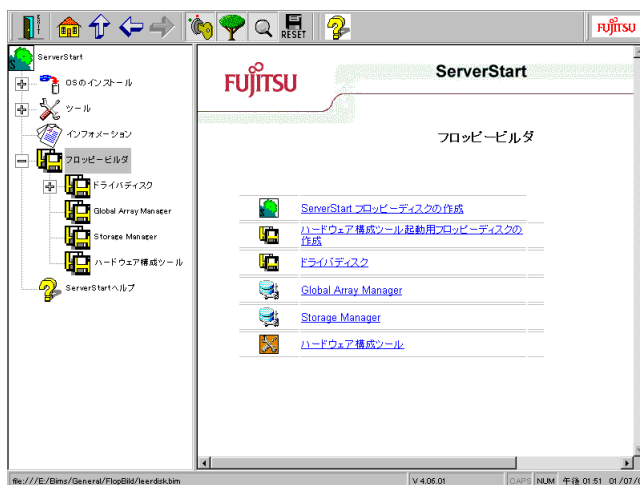 EXIT
RESET
FUJITSU
ServerStart
OSのインストール
ツール
インフォメーション
フロッピービルダ
ドライバディスク
Global Array Manager
Storage Manager
ハードウェア構成ツール
ServerStartヘルプ
FUJITSU
ServerStart
フロッピービルダ
ServerStart フロッピーディスクの作成
ハードウェア構成ツール起動用フロッピーディスクの
作成
ドライバディスク
Global Array Manager
Storage Manager
ハードウェア構成ツール
file:///E:/Bims/General/FlopBild/leerdisk.bim
V 4.06.01
CAPS
NUM
午後 01:51
01/07/